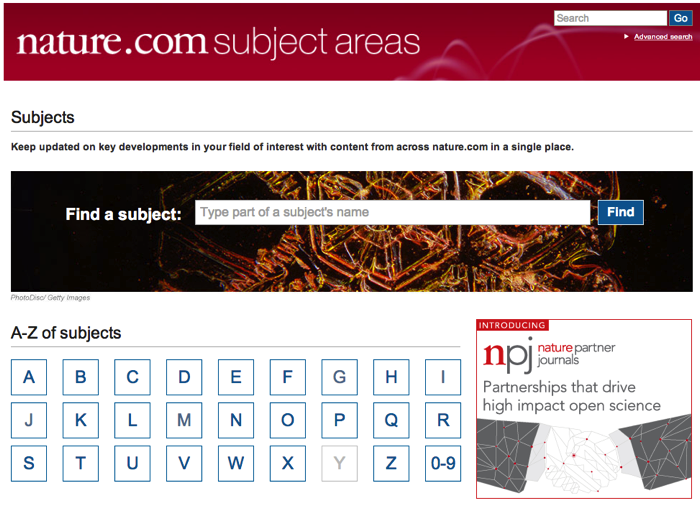 nature.com subject areas
Search Go
Advanced search
Subjects
Keep updated on key developments in your field of interest with content from across nature.com in a single place.
Find a subject: Type part of a subject's name Find
PhotoDisc/ Getty Images
A-Z of subjects
A B C D E F G H I
J K L M N O P Q R
S T U V W X Y Z 0-9
INTRODUCING
npj nature partner
journals
Partnerships that drive
high impact open science